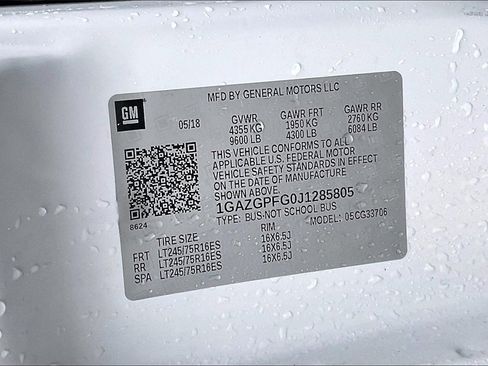 MFD BY GENERAL MOTORS LLC
GM
05/18 GVWR GAWR FRT GAWR RR
4355 KG 1950 KG 2760 KG
9600 LB 4300 LB 6084 LB
THIS VEHICLE CONFORMS TO ALL
APPLICABLE U.S. FEDERAL MOTOR
VEHICLE SAFETY STANDARDS IN EFFECT
ON THE DATE OF MANUFACTURE
SHOWN ABOVE.
1GAZGPFG0J1285805
8624 TYPE: BUS-NOT SCHOOL BUS MODEL: 05CG33706
TIRE SIZE RIM
FRT LT245/75R16ES 16X6.5J
RR LT245/75R16ES 16X6.5J
SPA LT245/75R16ES 16X6.5J